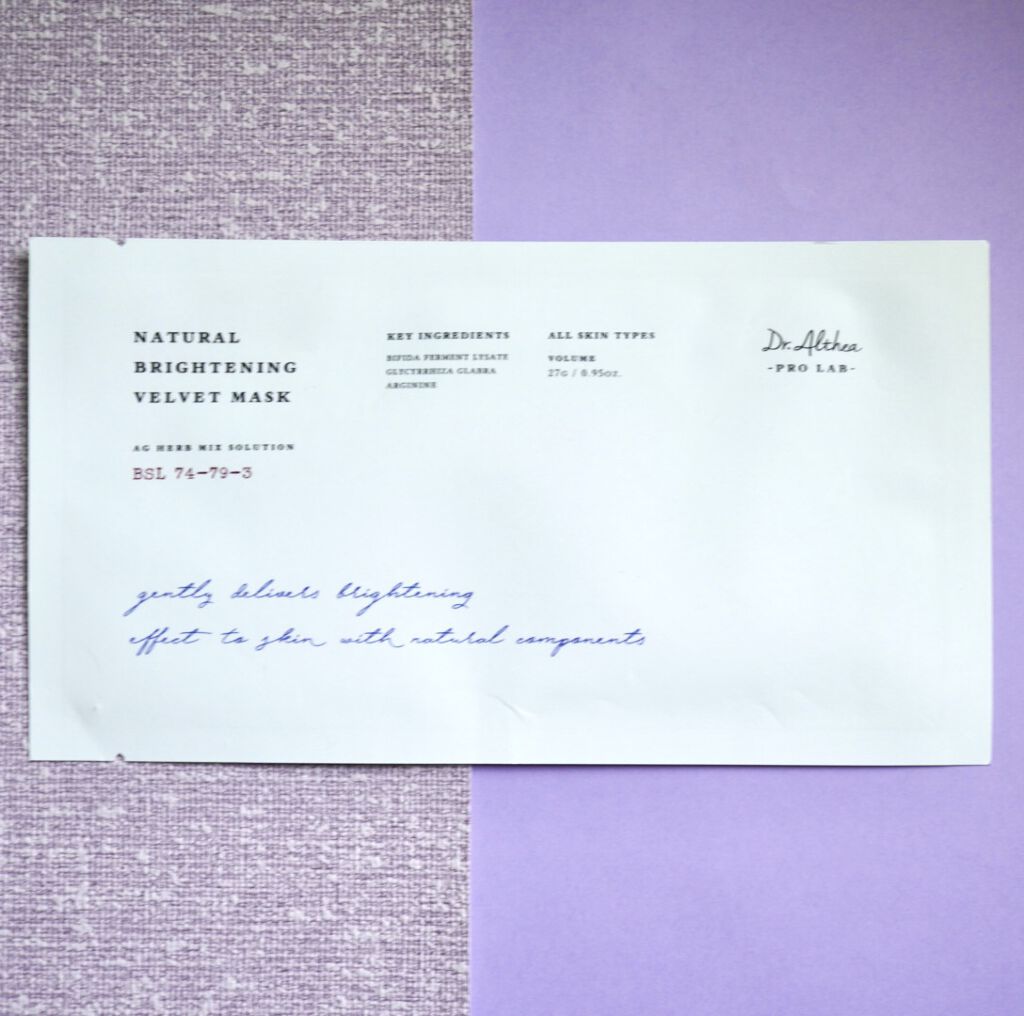 NATURAL
BRIGHTENING
VELVET MASK
AG HERB MIX SOLUTION
BSL 74-79-3
KEY INGREDIENTS
BIFIDA FERMENT LYSATE
GLYCYRRHIZA GLABRA
ARGININE
ALL SKIN TYPES
VOLUME
27G / 0.95OZ.
Dr. Althea
-PRO LAB-
gently delivers brightening
effect to skin with natural components